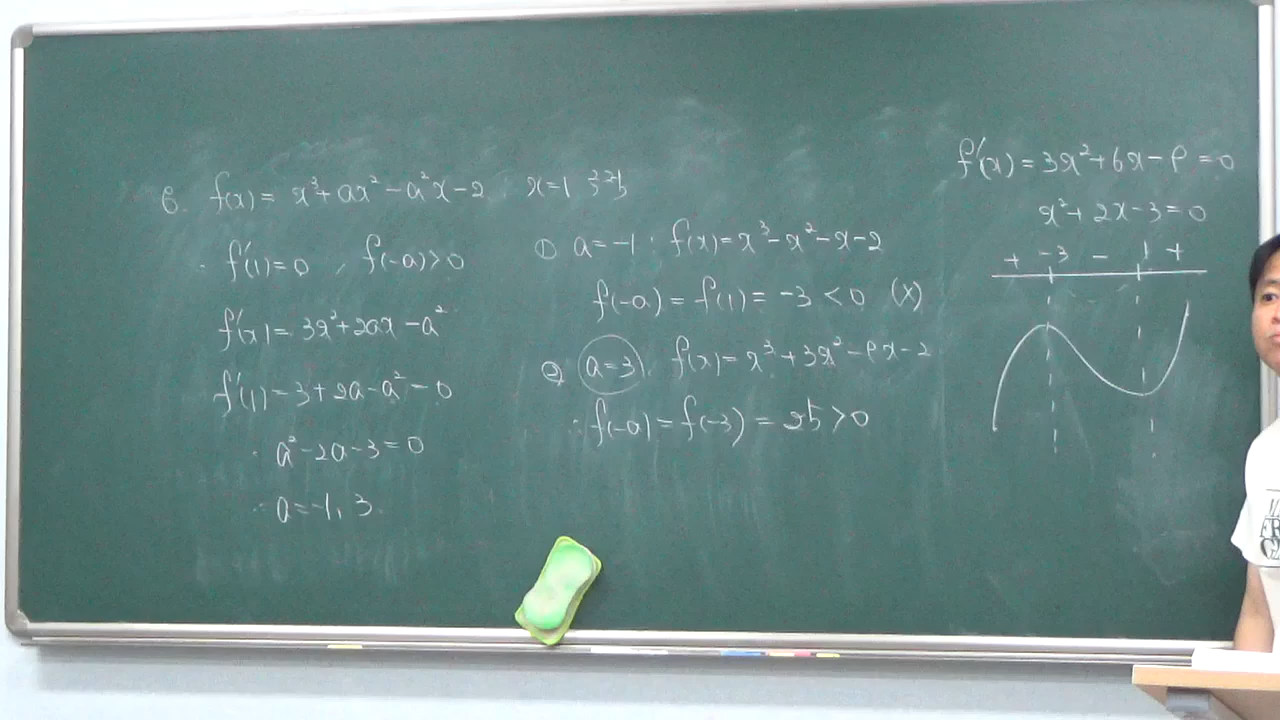 6. f(x) = x³+ax²-a²x-2 x=1 극값
∴ f'(1)=0, f(-a)>0
f'(x)=3x²+2ax-a²
f'(1)=3+2a-a²=0
∴ a²-2a-3=0
∴ a=-1, 3.
① a=-1 : f(x)=x³-x²-x-2
f(-a)=f(1)=-3<0 (X)
② a=3. f(x)=x³+3x²-9x-2
∴ f(-a)=f(-3)=25>0
f'(x)=3x²+6x-9=0
x²+2x-3=0
+ -3 - 1 +